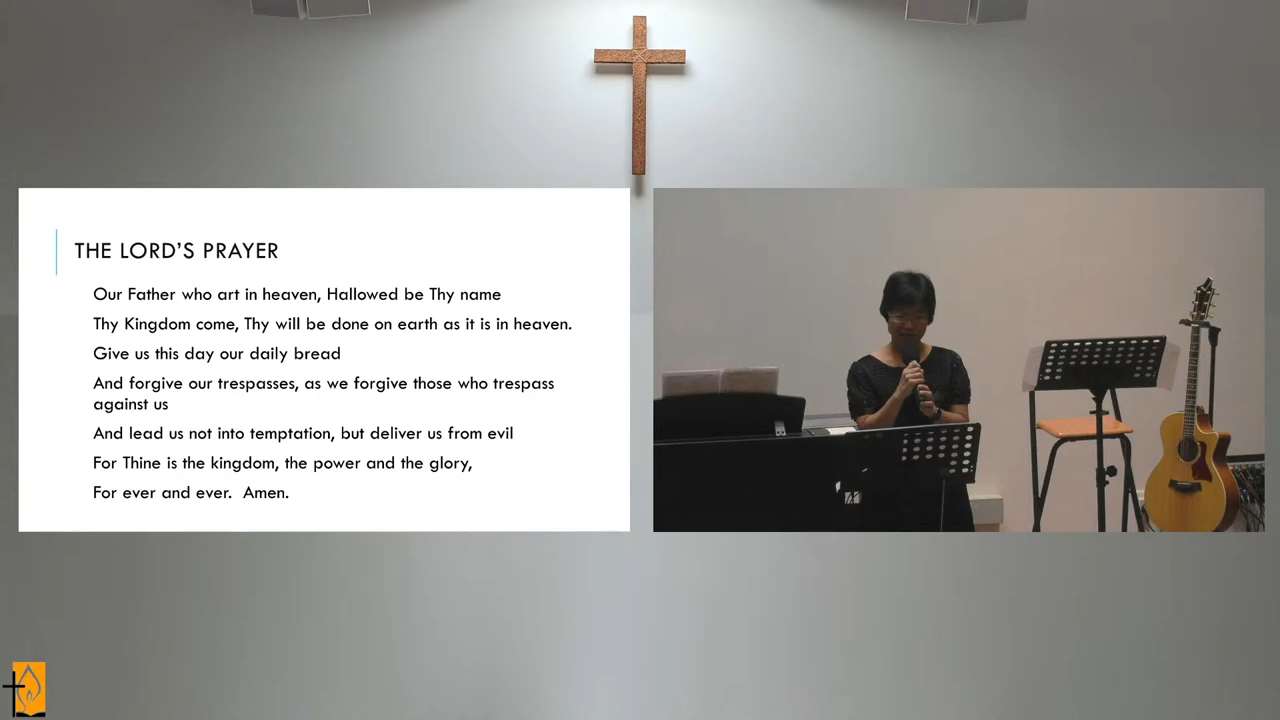 THE LORD'S PRAYER
Our Father who art in heaven, Hallowed be Thy name
Thy Kingdom come, Thy will be done on earth as it is in heaven.
Give us this day our daily bread
And forgive our trespasses, as we forgive those who trespass
against us
And lead us not into temptation, but deliver us from evil
For Thine is the kingdom, the power and the glory,
For ever and ever.  Amen.